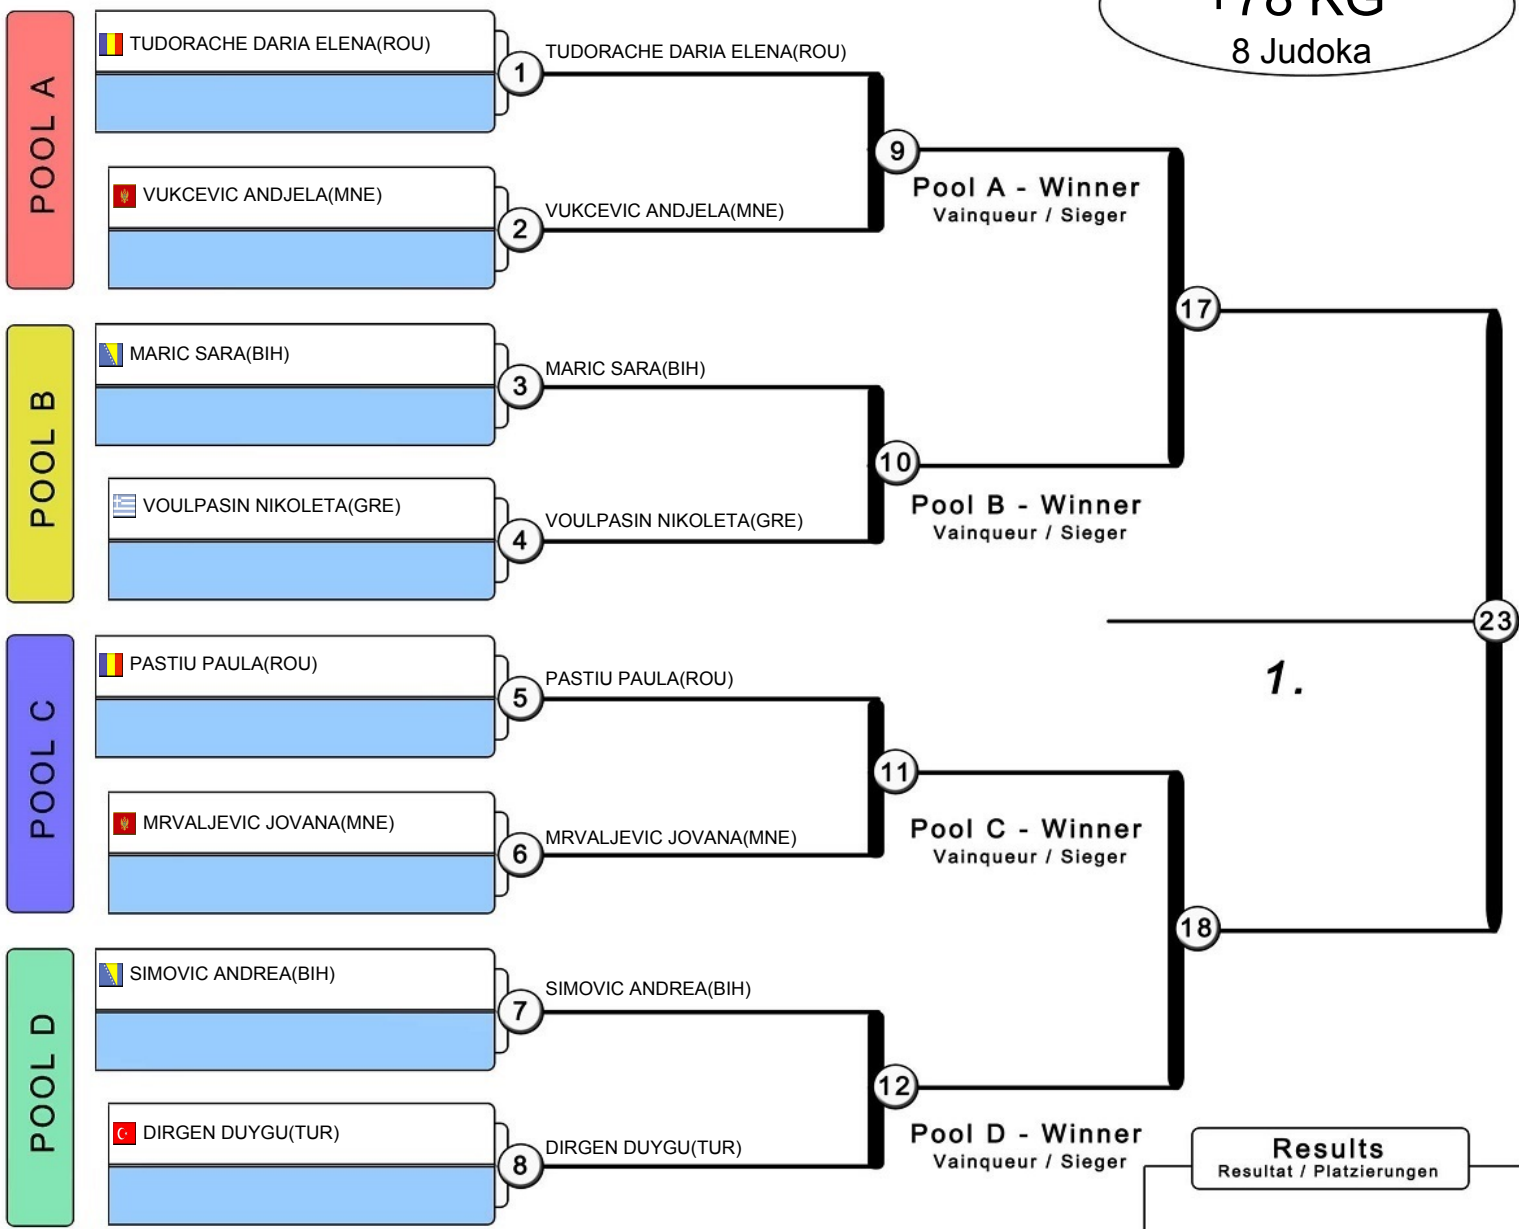 +78 KG
8 Judoka
POOL A
TUDORACHE DARIA ELENA(ROU)
1
TUDORACHE DARIA ELENA(ROU)
VUKCEVIC ANDJELA(MNE)
2
VUKCEVIC ANDJELA(MNE)
9
Pool A - Winner
Vainqueur / Sieger
17
POOL B
MARIC SARA(BIH)
3
MARIC SARA(BIH)
VOULPASIN NIKOLETA(GRE)
4
VOULPASIN NIKOLETA(GRE)
10
Pool B - Winner
Vainqueur / Sieger
23
1.
POOL C
PASTIU PAULA(ROU)
5
PASTIU PAULA(ROU)
MRVALJEVIC JOVANA(MNE)
6
MRVALJEVIC JOVANA(MNE)
11
Pool C - Winner
Vainqueur / Sieger
18
POOL D
SIMOVIC ANDREA(BIH)
7
SIMOVIC ANDREA(BIH)
DIRGEN DUYGU(TUR)
8
DIRGEN DUYGU(TUR)
12
Pool D - Winner
Vainqueur / Sieger
Results
Resultat / Platzierungen